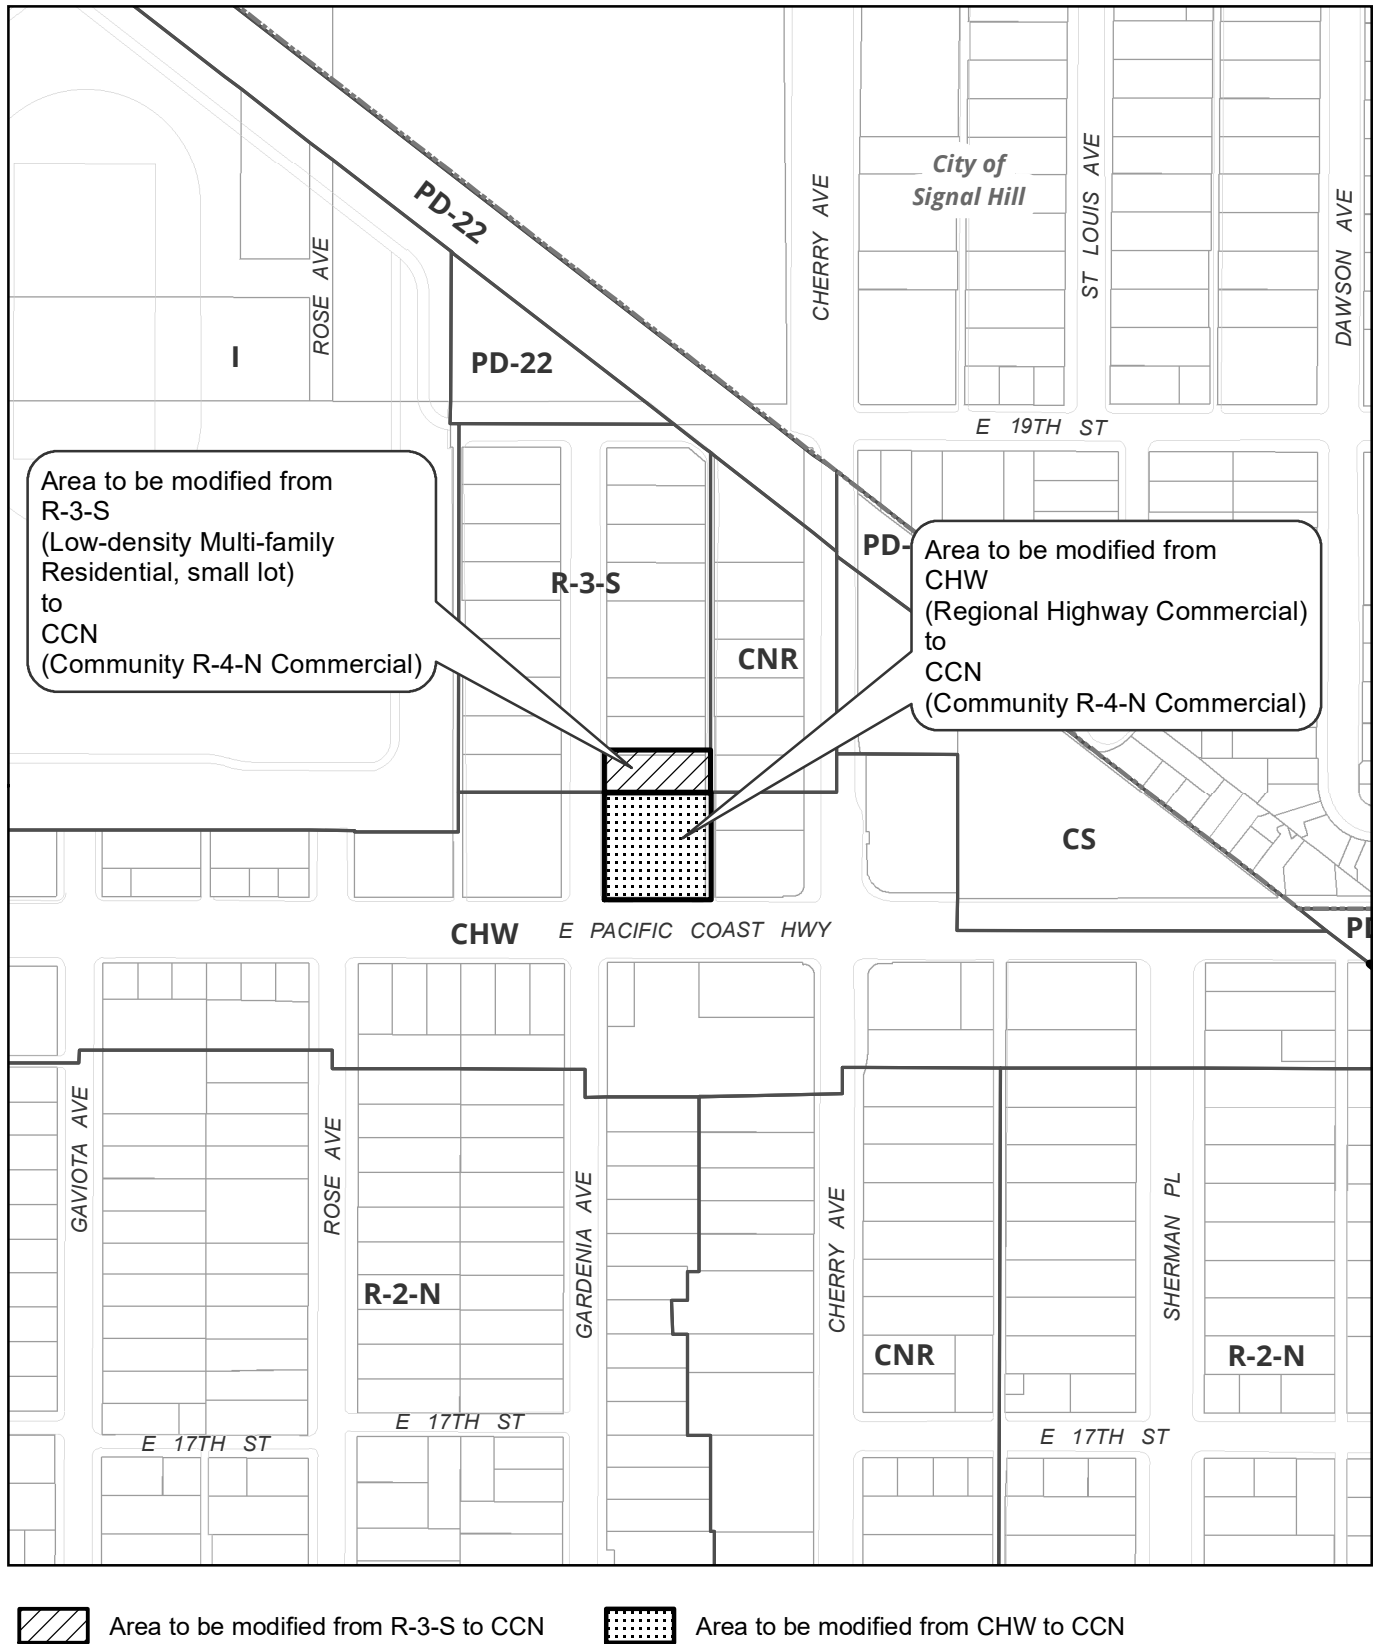 City of
Signal Hill
CHERRY AVE
ST LOUIS AVE
DAWSON AVE
PD-22
ROSE AVE
I
PD-22
E 19TH ST
Area to be modified from
R-3-S
(Low-density Multi-family
Residential, small lot)
to
CCN
(Community R-4-N Commercial)
R-3-S
CNR
PD-
Area to be modified from
CHW
(Regional Highway Commercial)
to
CCN
(Community R-4-N Commercial)
CS
CHW
E PACIFIC COAST HWY
GAVIOTA AVE
ROSE AVE
GARDENIA AVE
CHERRY AVE
SHERMAN PL
R-2-N
CNR
R-2-N
E 17TH ST
E 17TH ST
E 17TH ST
Area to be modified from R-3-S to CCN
Area to be modified from CHW to CCN